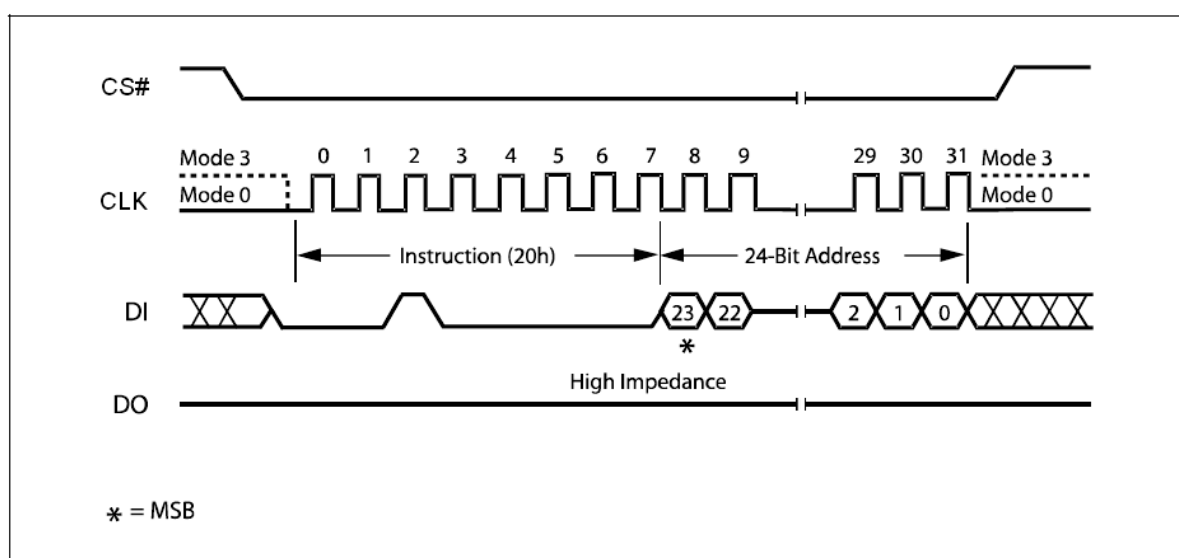 CS#
Mode 3 0 1 2 3 4 5 6 7 8 9 29 30 31 Mode 3
CLK Mode 0 Mode 0
Instruction (20h) 24-Bit Address
DI 23 22 2 1 0
*
High Impedance
DO
* = MSB